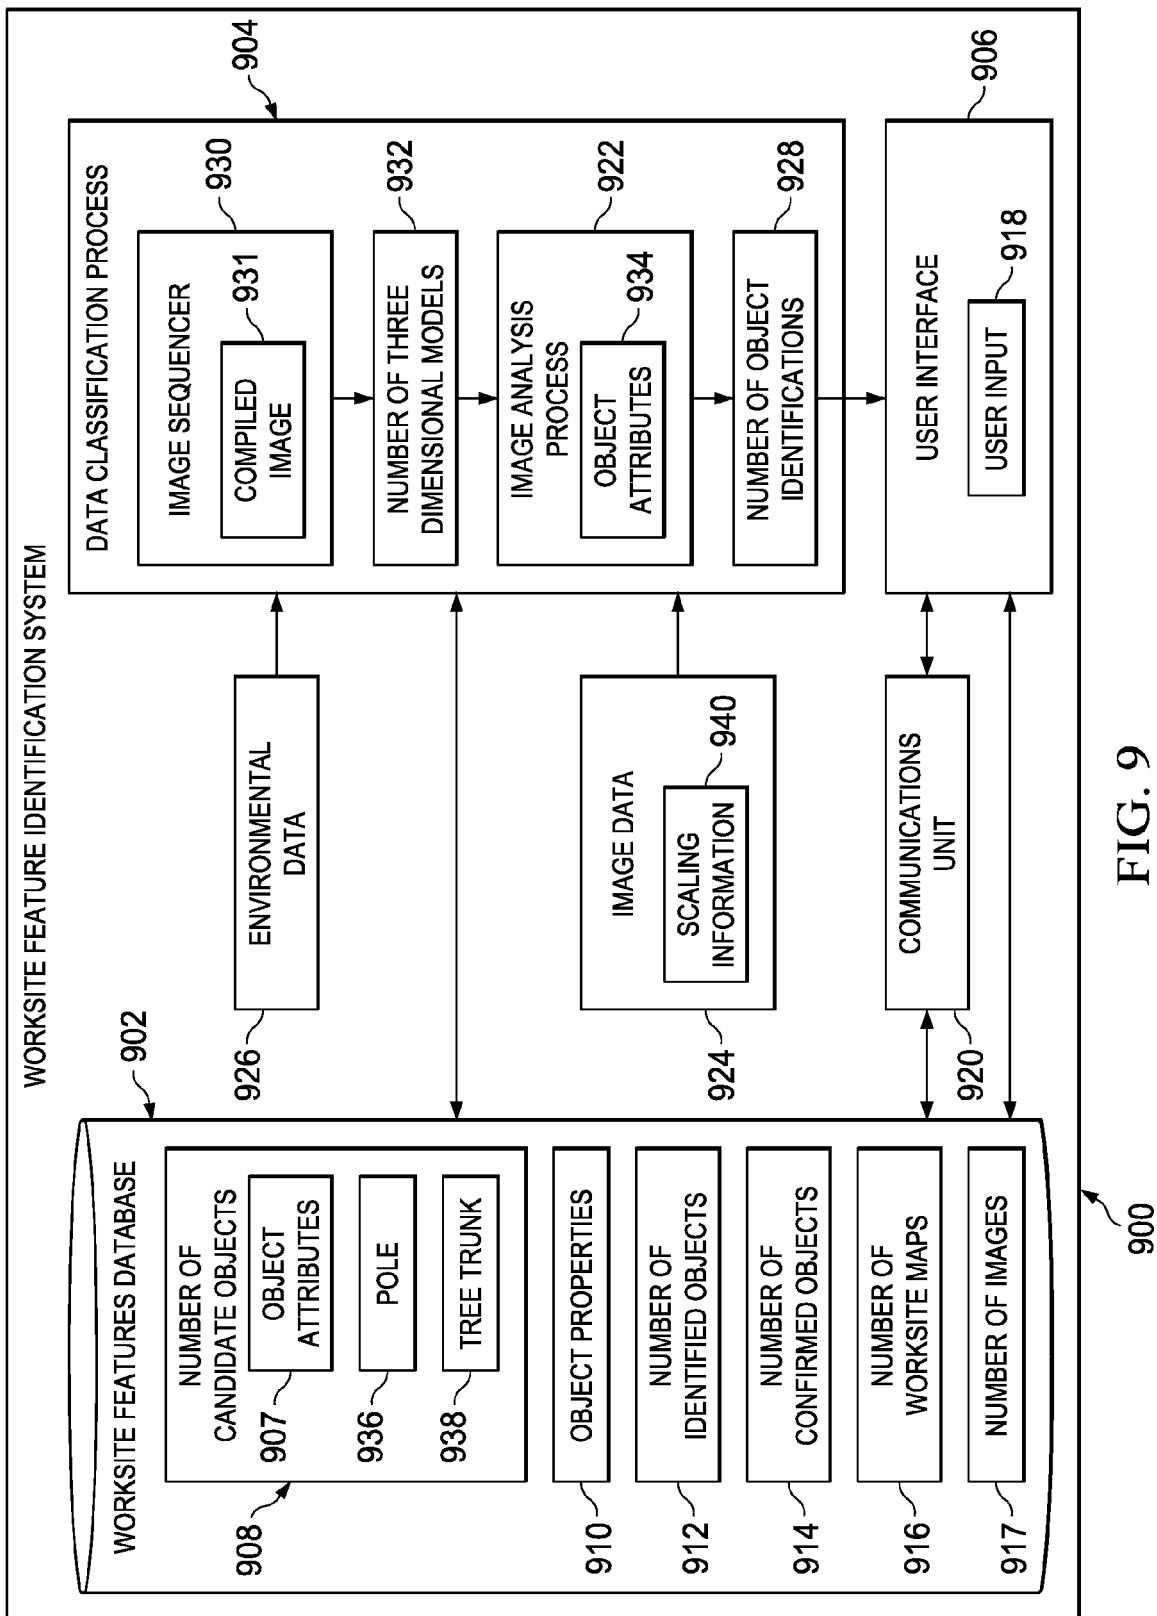 WORKSITE FEATURE IDENTIFICATION SYSTEM
902
WORKSITE FEATURES DATABASE
NUMBER OF
CANDIDATE OBJECTS
OBJECT
ATTRIBUTES
907
POLE
936
TREE TRUNK
938
908
OBJECT PROPERTIES
910
NUMBER OF
IDENTIFIED OBJECTS
912
NUMBER OF
CONFIRMED OBJECTS
914
NUMBER OF
WORKSITE MAPS
916
NUMBER OF IMAGES
917
ENVIRONMENTAL
DATA
926
IMAGE DATA
940
SCALING
INFORMATION
924
COMMUNICATIONS
UNIT
920
904
DATA CLASSIFICATION PROCESS
930
IMAGE SEQUENCER
931
COMPILED
IMAGE
932
NUMBER OF THREE
DIMENSIONAL MODELS
922
IMAGE ANALYSIS
PROCESS
934
OBJECT
ATTRIBUTES
928
NUMBER OF OBJECT
IDENTIFICATIONS
906
USER INTERFACE
918
USER INPUT
900
FIG. 9